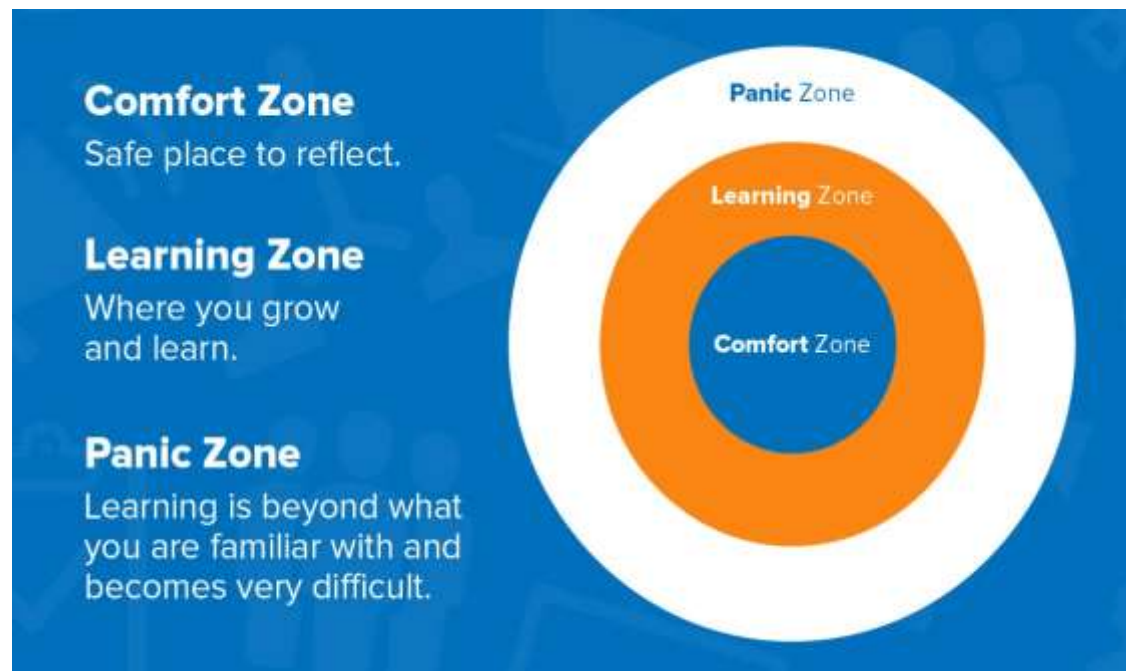 Comfort Zone
Safe place to reflect.
Learning Zone
Where you grow
and learn.
Panic Zone
Learning is beyond what
you are familiar with and
becomes very difficult.
Panic Zone
Learning Zone
Comfort Zone